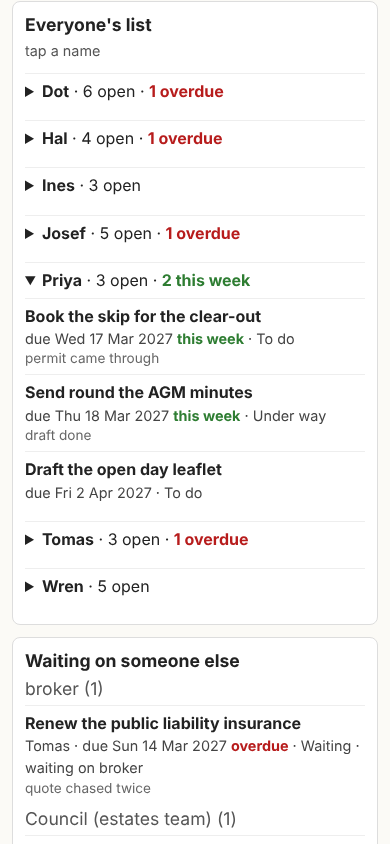 Everyone's list
tap a name
▶ Dot · 6 open · 1 overdue
▶ Hal · 4 open · 1 overdue
▶ Ines · 3 open
▶ Josef · 5 open · 1 overdue
▼ Priya · 3 open · 2 this week
Book the skip for the clear-out
due Wed 17 Mar 2027 this week · To do
permit came through
Send round the AGM minutes
due Thu 18 Mar 2027 this week · Under way
draft done
Draft the open day leaflet
due Fri 2 Apr 2027 · To do
▶ Tomas · 3 open · 1 overdue
▶ Wren · 5 open
Waiting on someone else
broker (1)
Renew the public liability insurance
Tomas · due Sun 14 Mar 2027 overdue · Waiting ·
waiting on broker
quote chased twice
Council (estates team) (1)